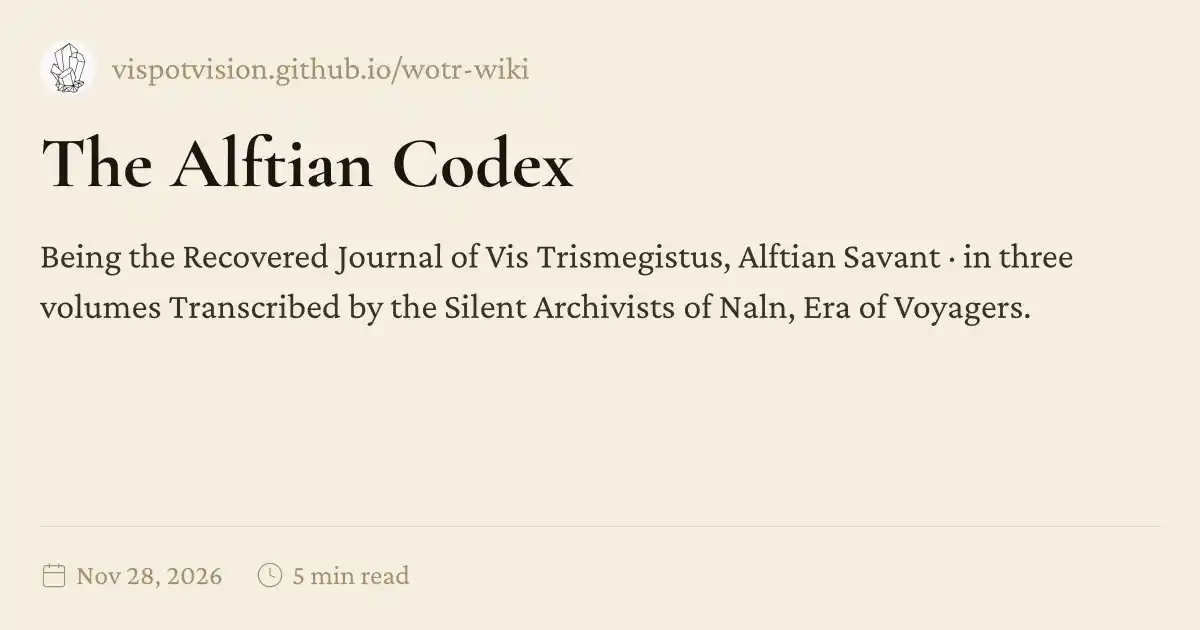 vispotvision.github.io/wotr-wiki
The Alftian Codex
Being the Recovered Journal of Vis Trismegistus, Alftian Savant · in three
volumes Transcribed by the Silent Archivists of Naln, Era of Voyagers.
Nov 28, 2026 5 min read